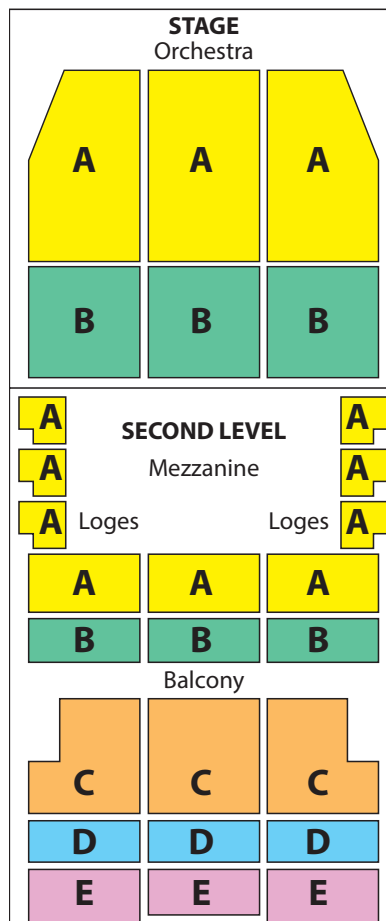 STAGE
Orchestra
A A A
B B B
A A
SECOND LEVEL
A Mezzanine A
A Loges Loges A
A A A
B B B
Balcony
C C C
D D D
E E E